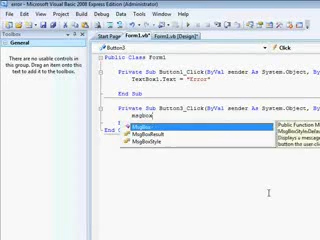 error - Microsoft Visual Basic 2008 Express Edition (Administrator)
File Edit View Project Build Debug Data Tools Window Help
Toolbox
General
There are no usable controls in
this group. Drag an item onto this
text to add it to the toolbox.
Start Page Form1.vb* Form1.vb [Design]*
Button3 Click
Public Class Form1
Private Sub Button1_Click(ByVal sender As System.Object, By
TextBox1.Text = "Error"
End Sub
Private Sub Button3_Click(ByVal sender As System.Object, By
msgbox
End C
MsgBox
MsgBoxResult
MsgBoxStyle
Public Function M
MsgBoxStyle.Defau
Displays a messag
button the user clic